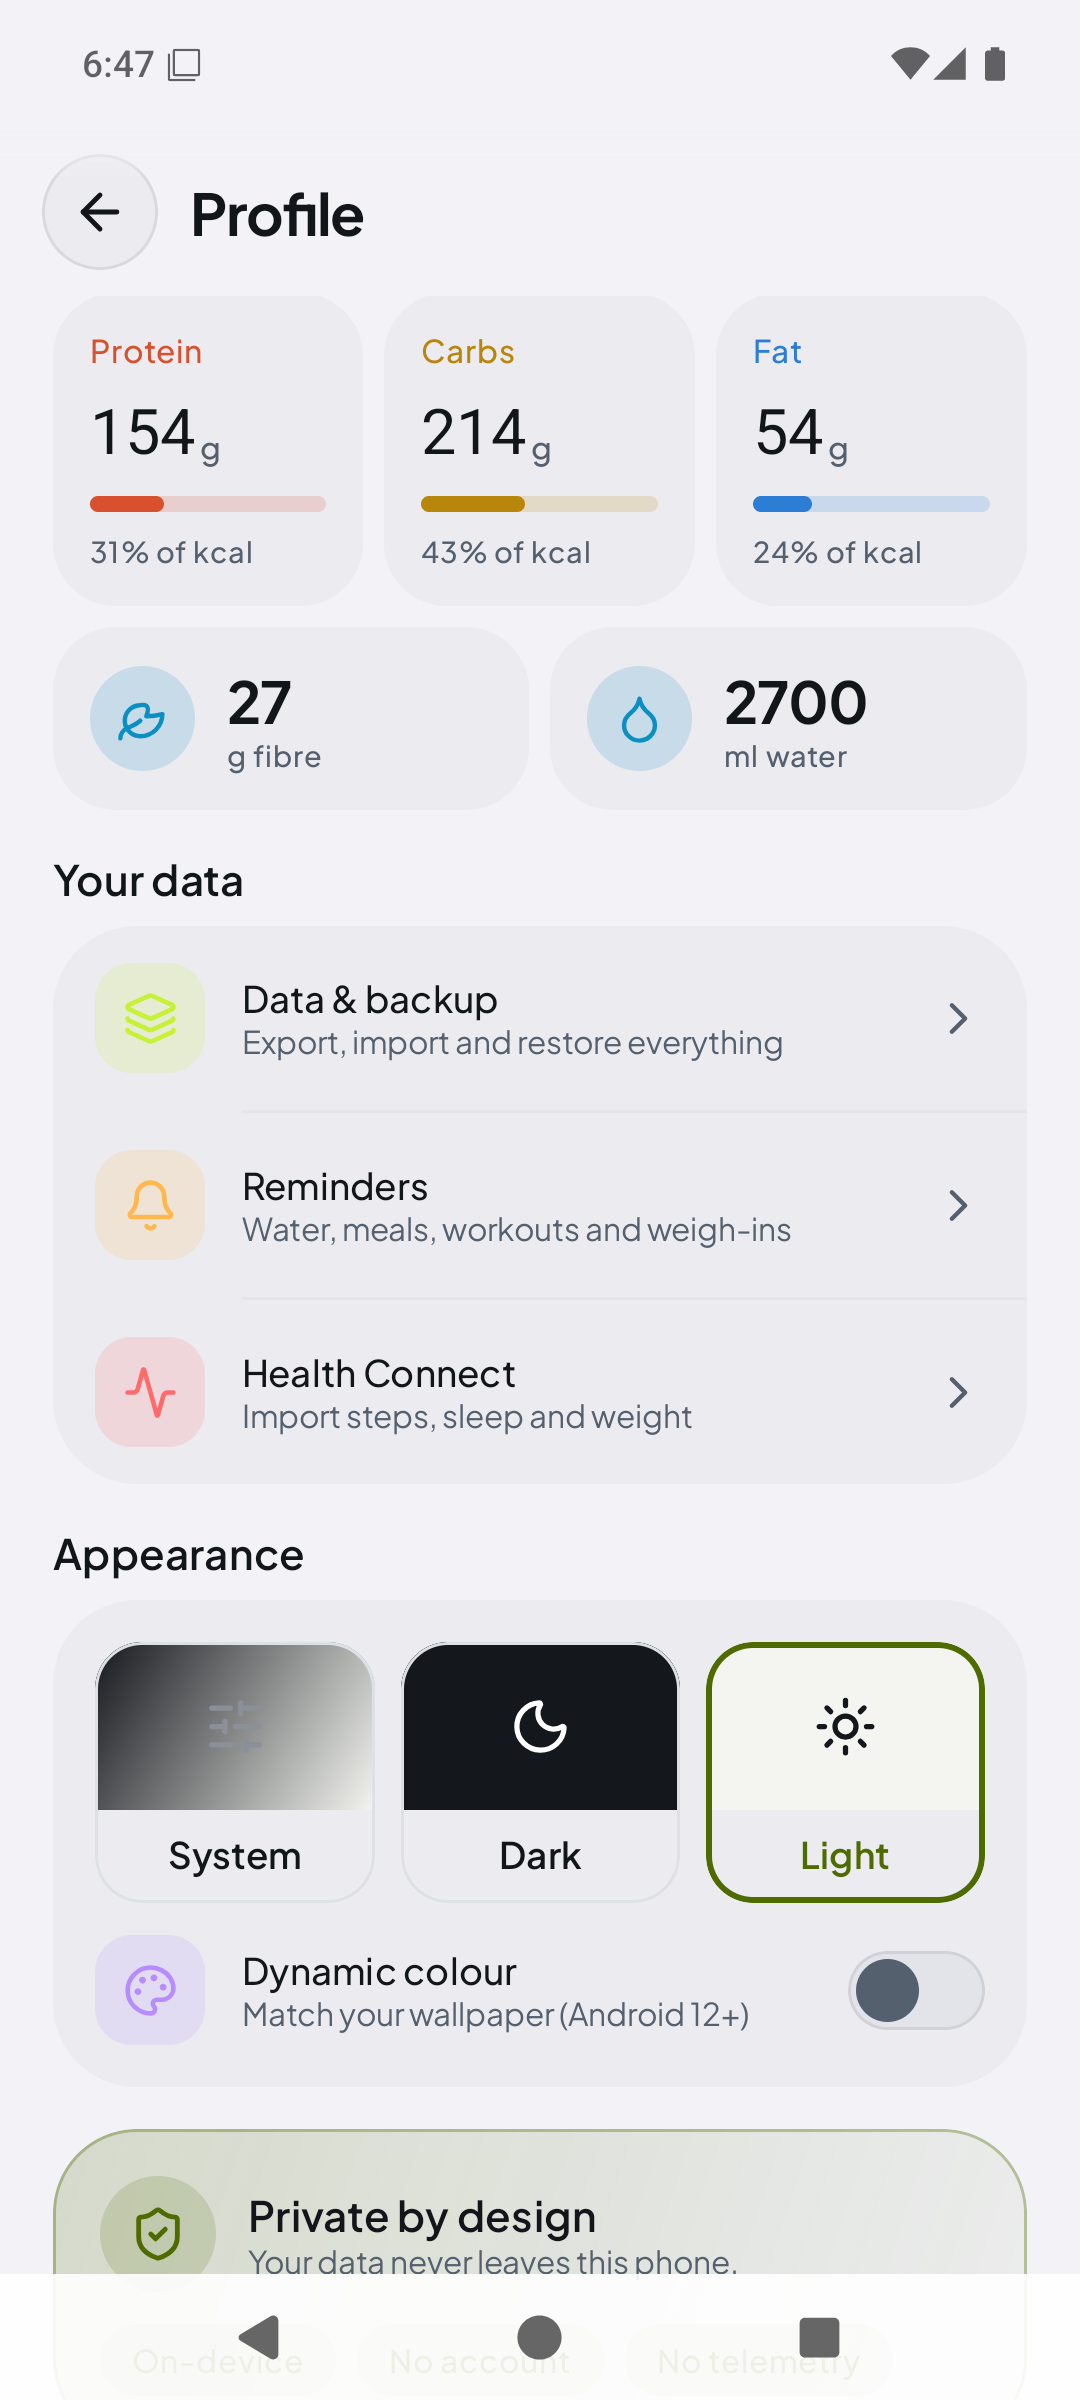 6:47
Profile
Protein
Carbs
Fat
154 g
214 g
54 g
31% of kcal
43% of kcal
24% of kcal
27
g fibre
2700
ml water
Your data
Data & backup
Export, import and restore everything
Reminders
Water, meals, workouts and weigh-ins
Health Connect
Import steps, sleep and weight
Appearance
System
Dark
Light
Dynamic colour
Match your wallpaper (Android 12+)
Private by design
Your data never leaves this phone.
On-device
No account
No telemetry